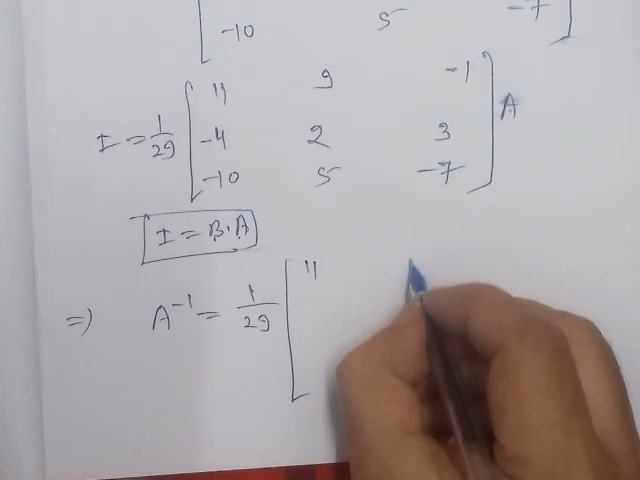 -10 5 -7
11 9 -1
I = 1/29 -4 2 3 A
-10 5 -7
I = B.A
=) A^-1 = 1/29 [ 11